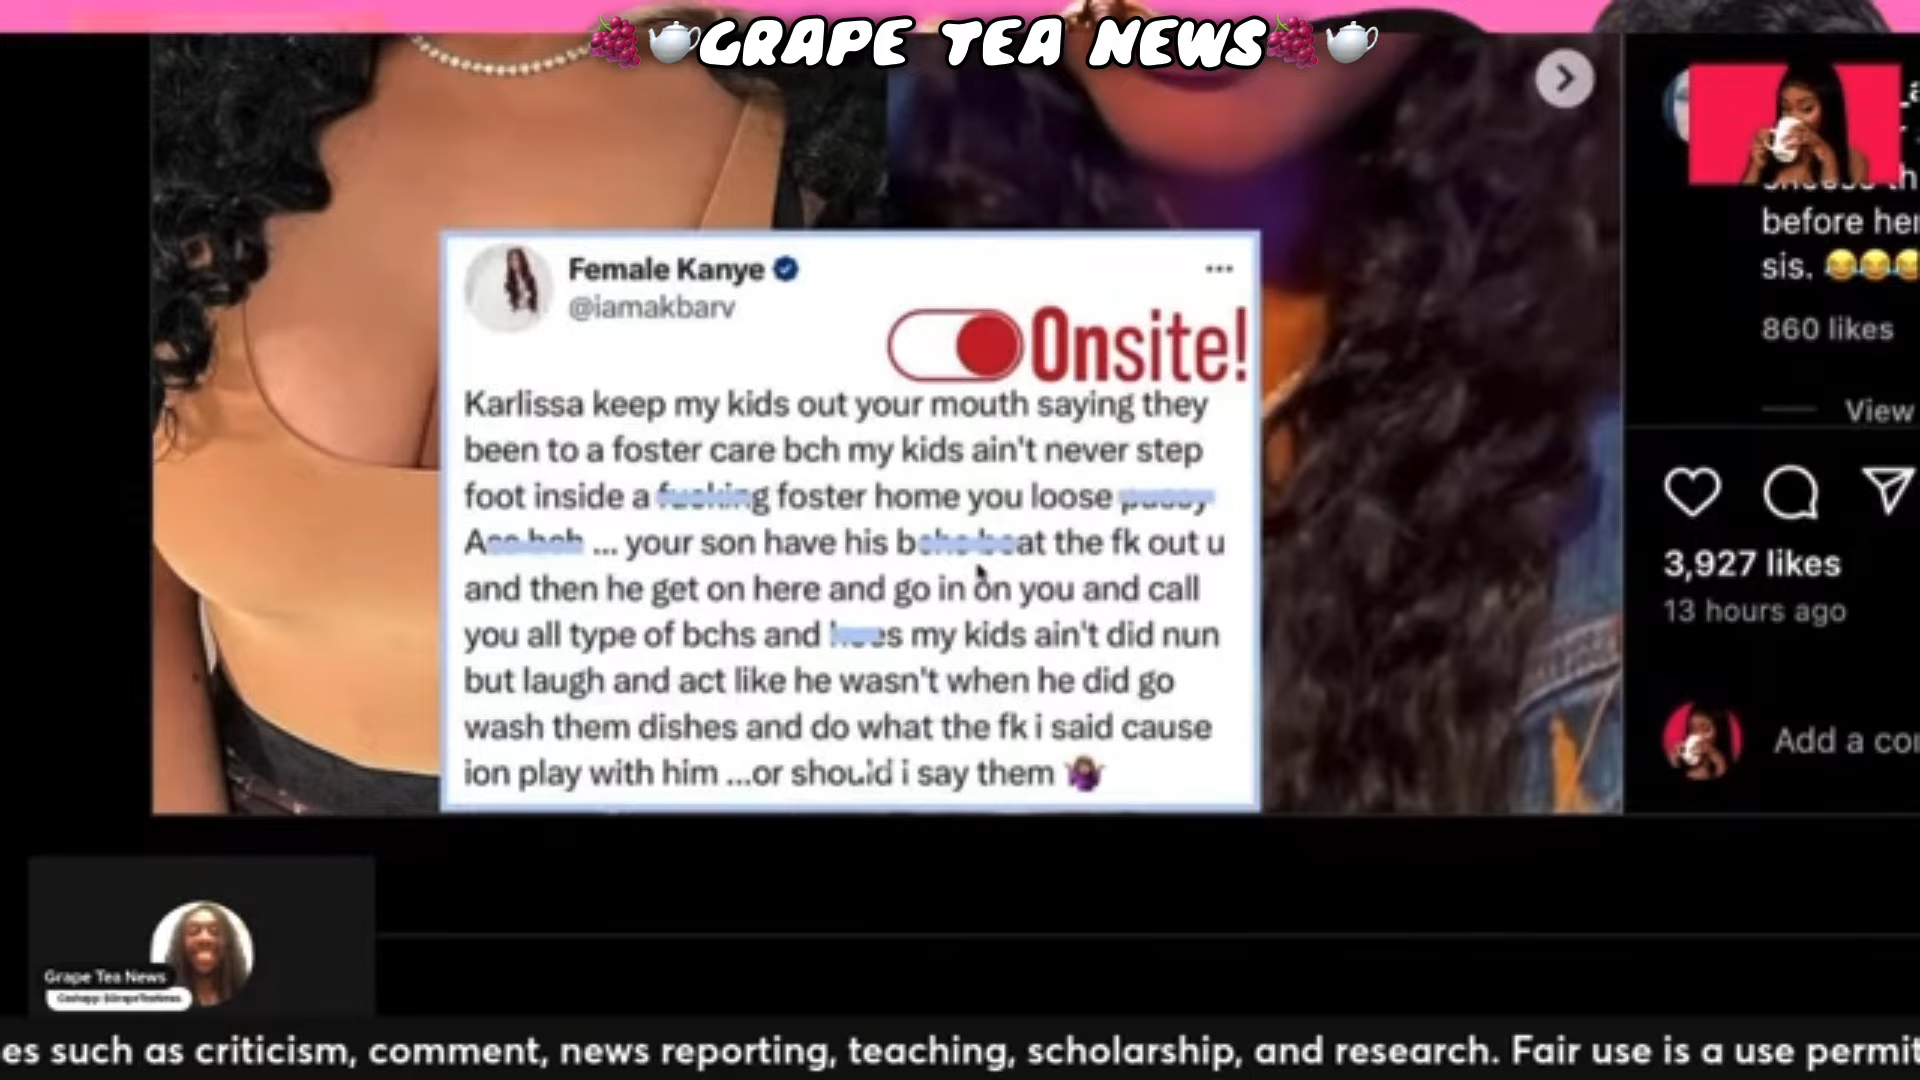 GRAPE TEA NEWS
before her
sis.
860 likes
View
3,927 likes
13 hours ago
Female Kanye
@iamakbarv
Onsite!
Karlissa keep my kids out your mouth saying they
been to a foster care bch my kids ain't never step
foot inside a fucking foster home you loose pussy
... your son have his at the fk out u
and then he get on here and go in on you and call
you all type of bchs and my kids ain't did nun
but laugh and act like he wasn't when he did go
wash them dishes and do what the fk i said cause
ion play with him ...or should i say them
Add a co
Grape Tea News
Cashapp: $GrapeTeaNews
es such as criticism, comment, news reporting, teaching, scholarship, and research. Fair use is a use permit